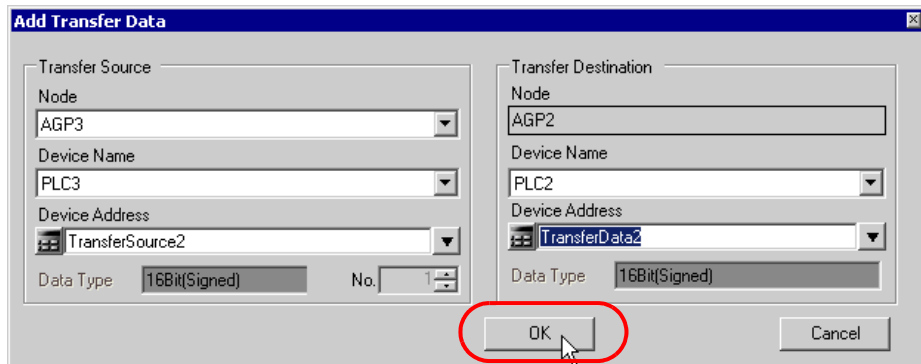 Add Transfer Data
Transfer Source
Node
AGP3
Device Name
PLC3
Device Address
TransferSource2
Data Type 16Bit(Signed) No. 1
Transfer Destination
Node
AGP2
Device Name
PLC2
Device Address
TransferData2
Data Type 16Bit(Signed)
OK Cancel